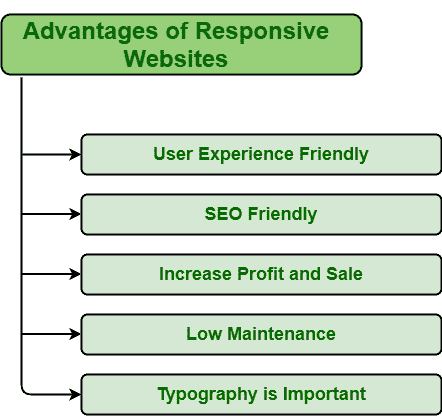 Advantages of Responsive
Websites
User Experience Friendly
SEO Friendly
Increase Profit and Sale
Low Maintenance
Typography is Important